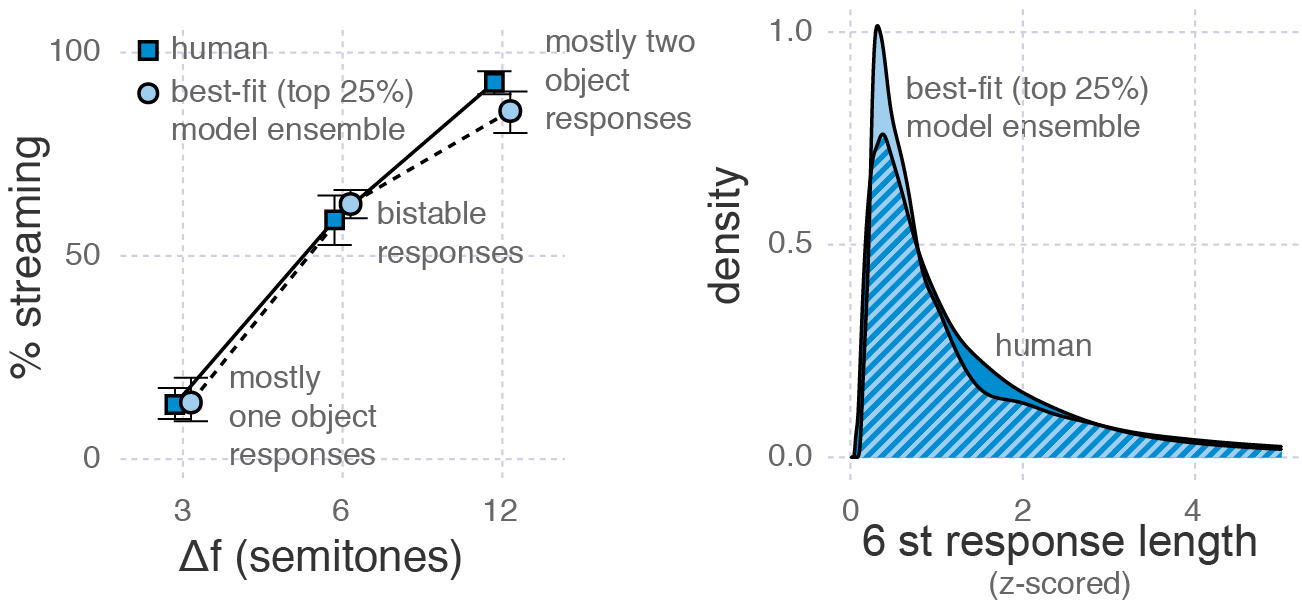 % streaming
100
50
0
human
best-fit (top 25%)
model ensemble
mostly two
object
responses
bistable
responses
mostly
one object
responses
3
6
12
Δf (semitones)
density
1.0
0.5
0.0
best-fit (top 25%)
model ensemble
human
0
2
4
6 st response length
(z-scored)